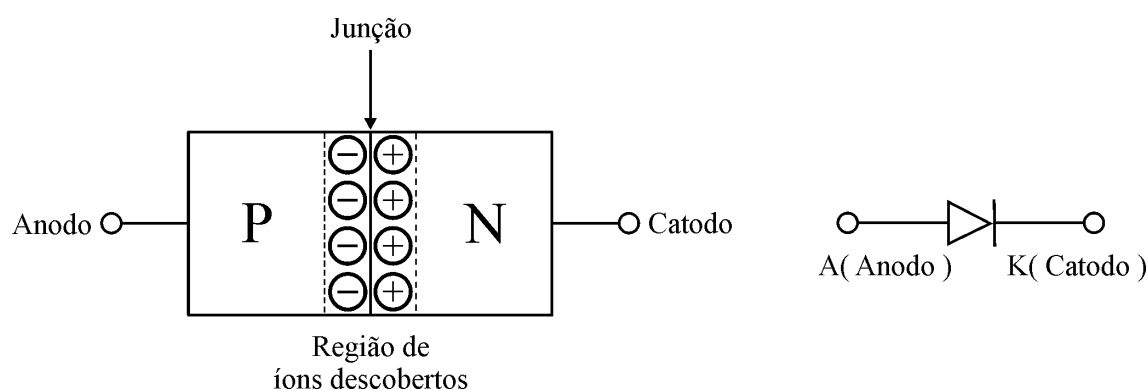 Junção
Anodo
P
N
Catodo
A( Anodo )
K( Catodo )
Região de
íons descobertos